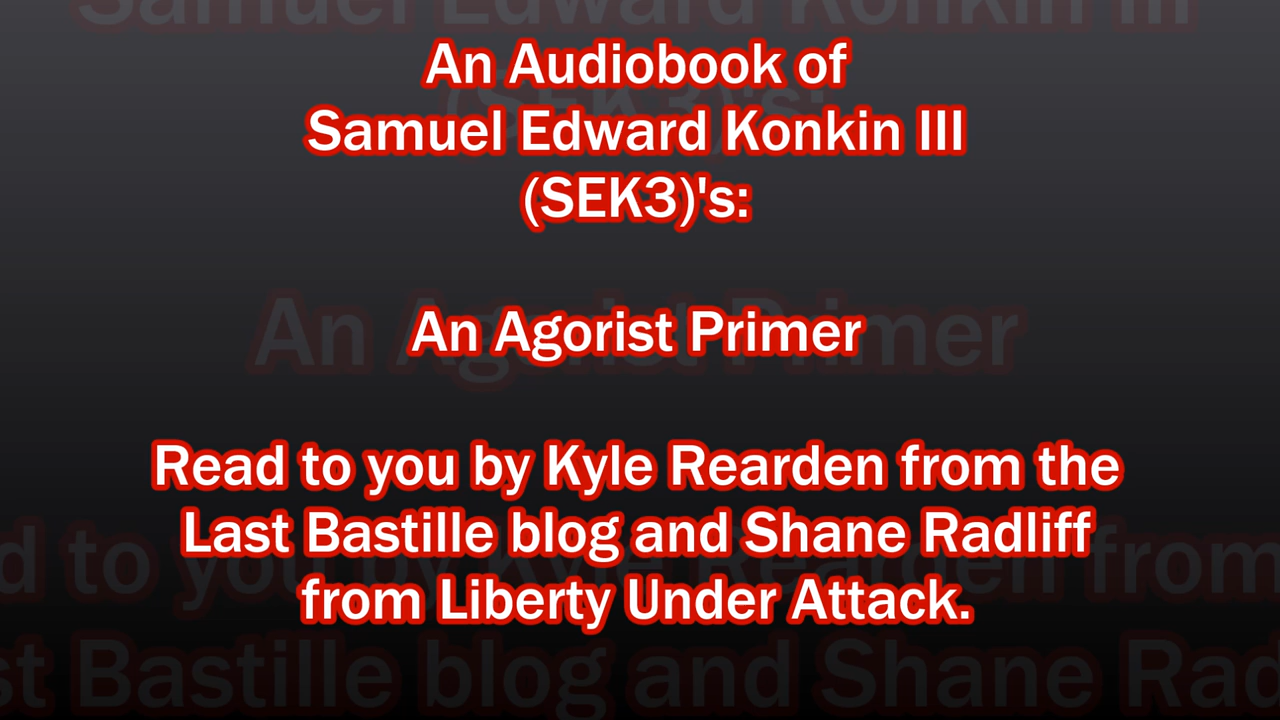 An Audiobook of
Samuel Edward Konkin III
(SEK3)'s:
An Agorist Primer
Read to you by Kyle Rearden from the
Last Bastille blog and Shane Radliff
from Liberty Under Attack.